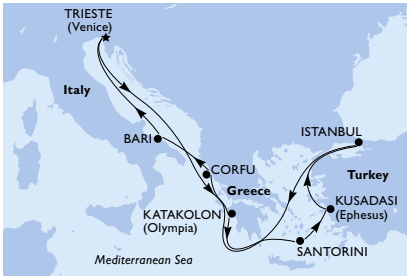 TRIESTE
(Venice)
Italy
ISTANBUL
BARI
CORFU
Turkey
Greece
KUSADASI
(Ephesus)
KATAKOLON
(Olympia)
SANTORINI
Mediterranean Sea